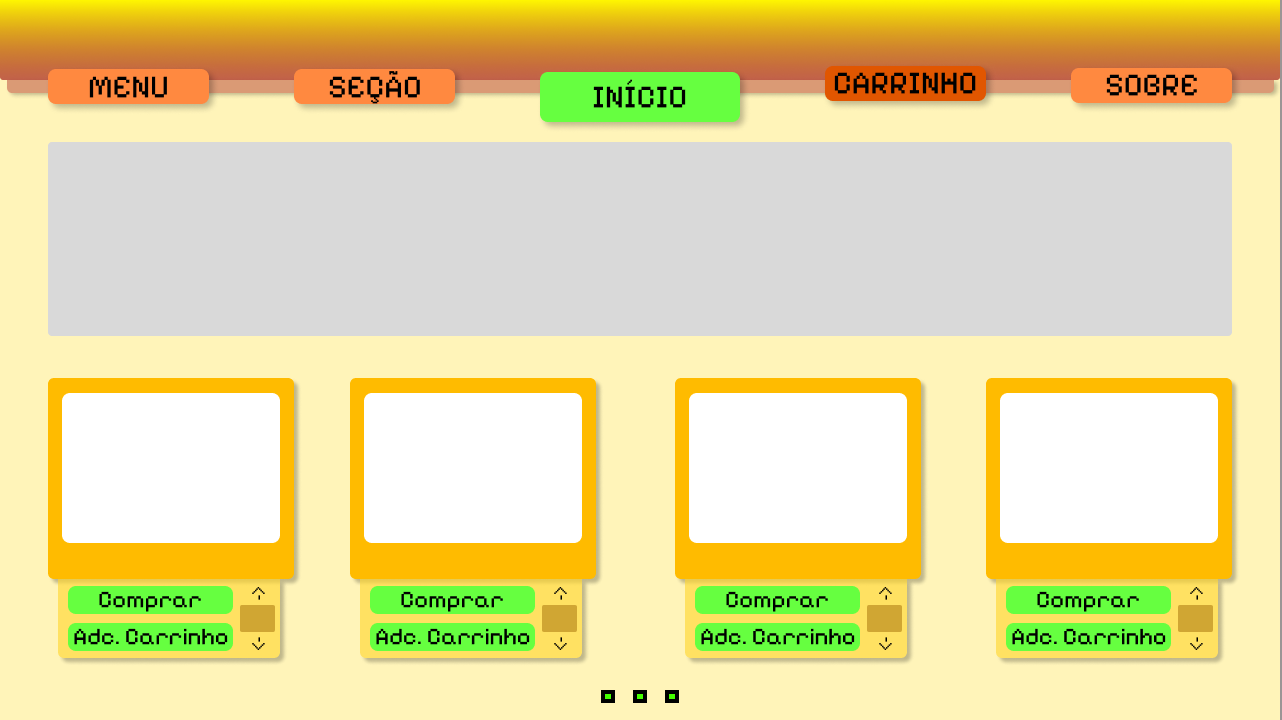 MENU
SEÇÃO
INÍCIO
CARRINHO
SOBRE
Comprar
Adc. Carrinho
Comprar
Adc. Carrinho
Comprar
Adc. Carrinho
Comprar
Adc. Carrinho